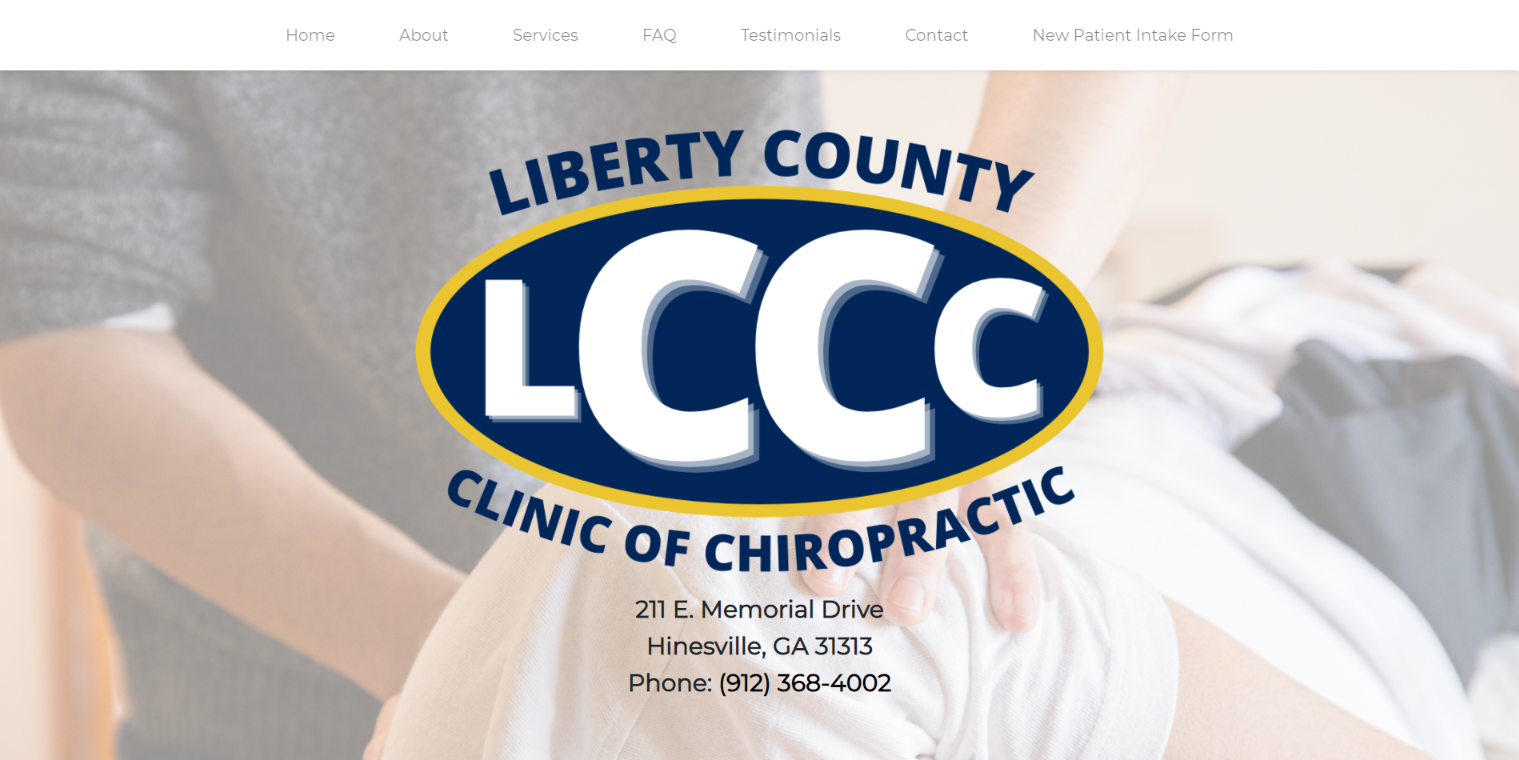 Home About Services FAQ Testimonials Contact New Patient Intake Form
LIBERTY COUNTY
LCCC
CLINIC OF CHIROPRACTIC
211 E. Memorial Drive
Hinesville, GA 31313
Phone: (912) 368-4002